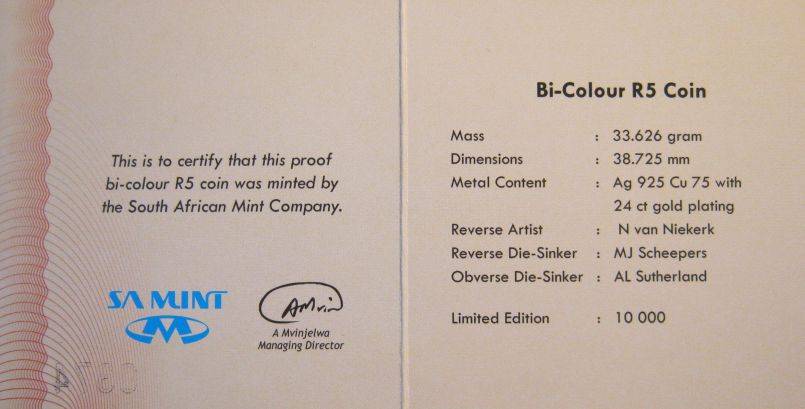 This is to certify that this proof
bi-colour R5 coin was minted by
the South African Mint Company.
SA MINT
AMvin
A Mvinjelwa
Managing Director
Bi-Colour R5 Coin
Mass : 33.626 gram
Dimensions : 38.725 mm
Metal Content : Ag 925 Cu 75 with
24 ct gold plating
Reverse Artist : N van Niekerk
Reverse Die-Sinker : MJ Scheepers
Obverse Die-Sinker : AL Sutherland
Limited Edition : 10 000